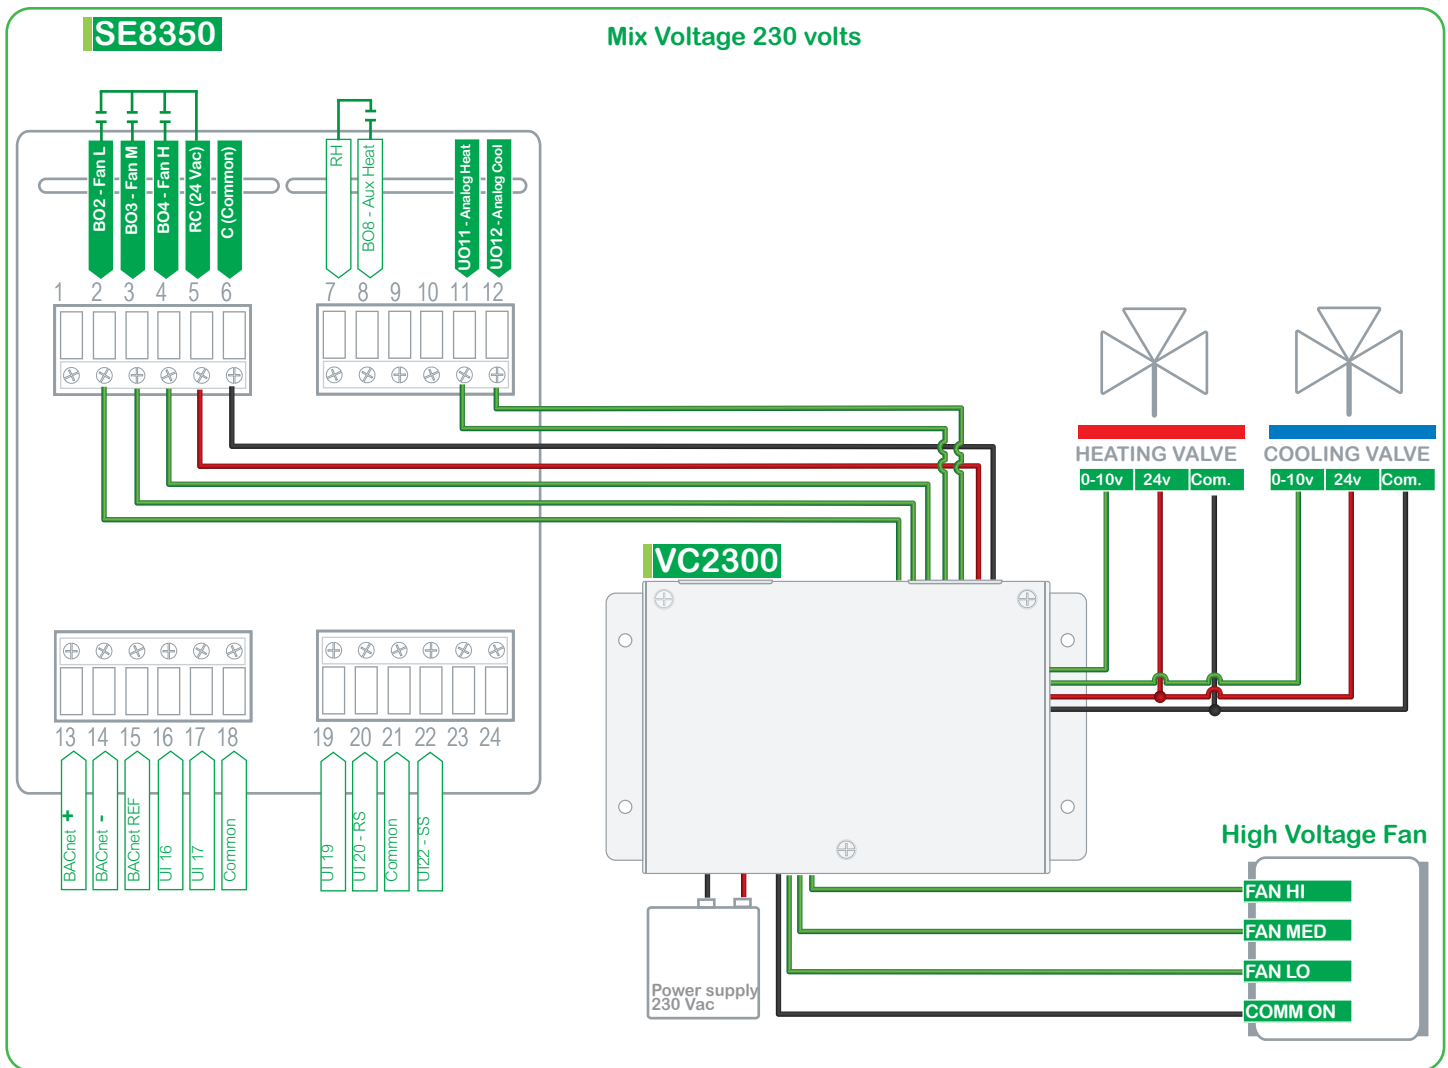 SE8350
Mix Voltage 230 volts
BO2 - Fan L
BO3 - Fan M
BO4 - Fan H
RC (24 Vac)
C (Common)
RH
BO8 - Aux Heat
UO11 - Analog Heat
UO12 - Analog Cool
1 2 3 4 5 6
7 8 9 10 11 12
HEATING VALVE
0-10v 24v Com.
COOLING VALVE
0-10v 24v Com.
VC2300
13 14 15 16 17 18
19 20 21 22 23 24
BACnet +
BACnet -
BACnet REF
UI 16
UI 17
Common
UI 19
UI 20 - RS
Common
UI22 - SS
Power supply
230 Vac
High Voltage Fan
FAN HI
FAN MED
FAN LO
COMM ON